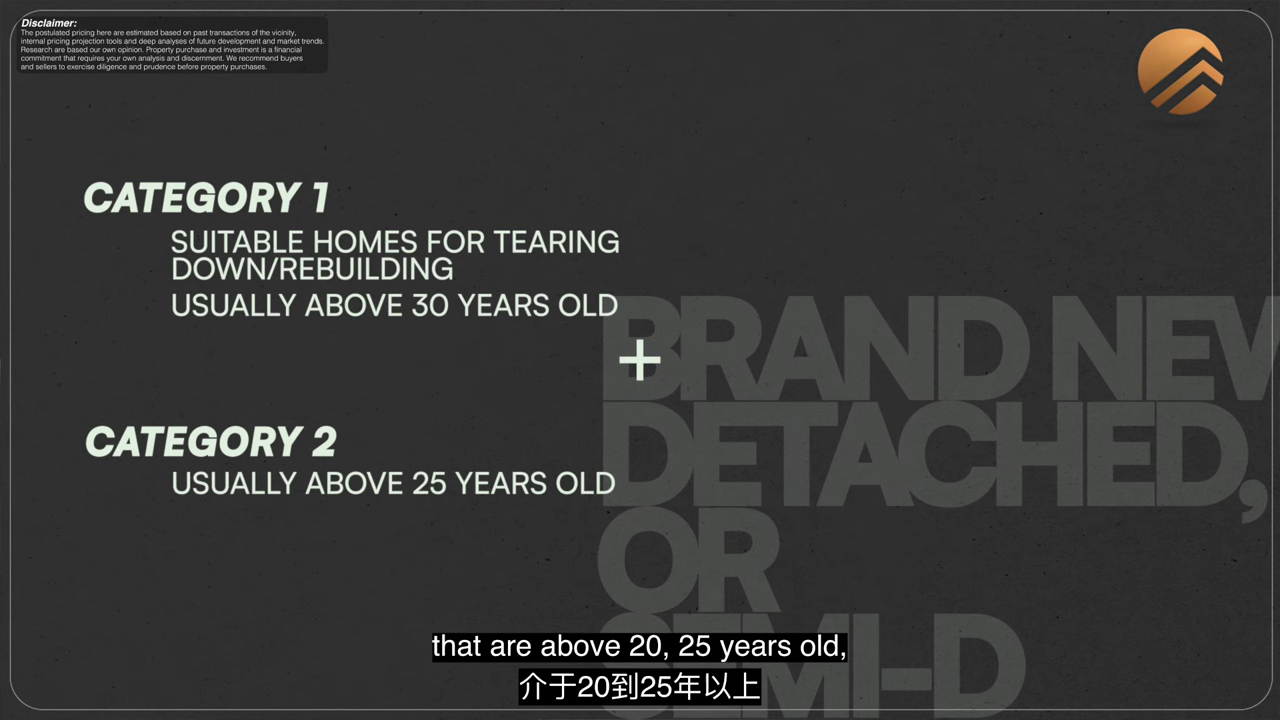 Disclaimer:
The postulated pricing here are estimated based on past transactions of the vicinity,
internal pricing projection tools and deep analyses of future development and market trends.
Research are based our own opinion. Property purchase and investment is a financial
commitment that requires your own analysis and discernment. We recommend buyers
and sellers to exercise diligence and prudence before property purchases.
CATEGORY 1
SUITABLE HOMES FOR TEARING
DOWN/REBUILDING
USUALLY ABOVE 30 YEARS OLD
+
CATEGORY 2
USUALLY ABOVE 25 YEARS OLD
BRAND NEW
DETACHED,
OR
SEMI-D
that are above 20, 25 years old,
介于20到25年以上